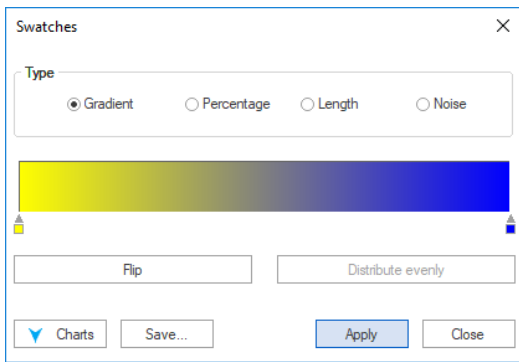 Swatches
Type
Gradient Percentage Length Noise
Flip Distribute evenly
Charts Save... Apply Close